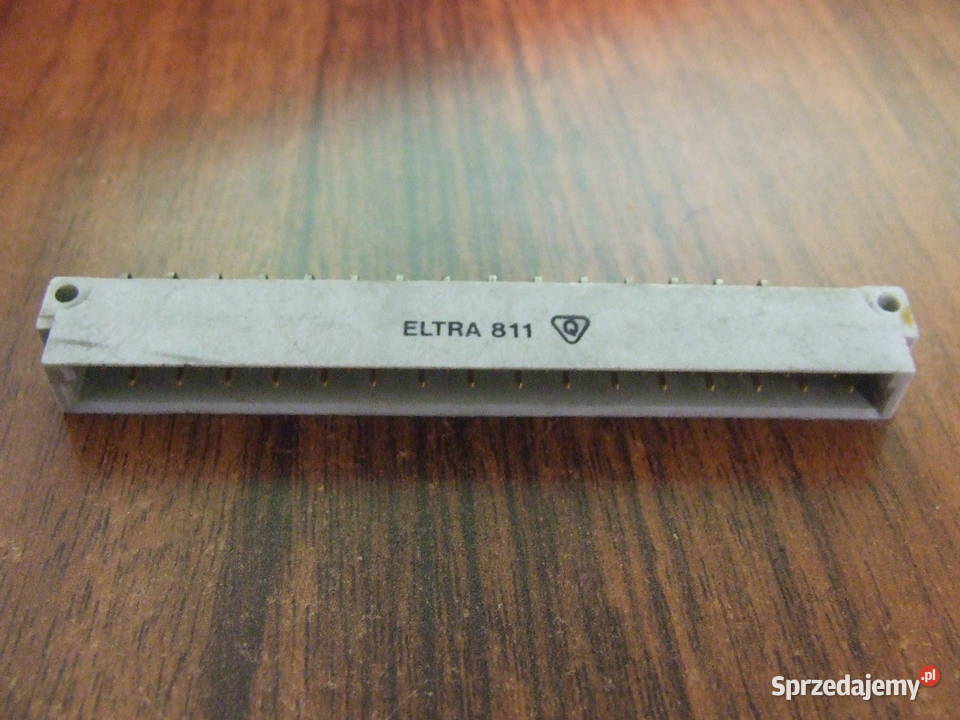 ELTRA 811 Q
Sprzedajemy.pl